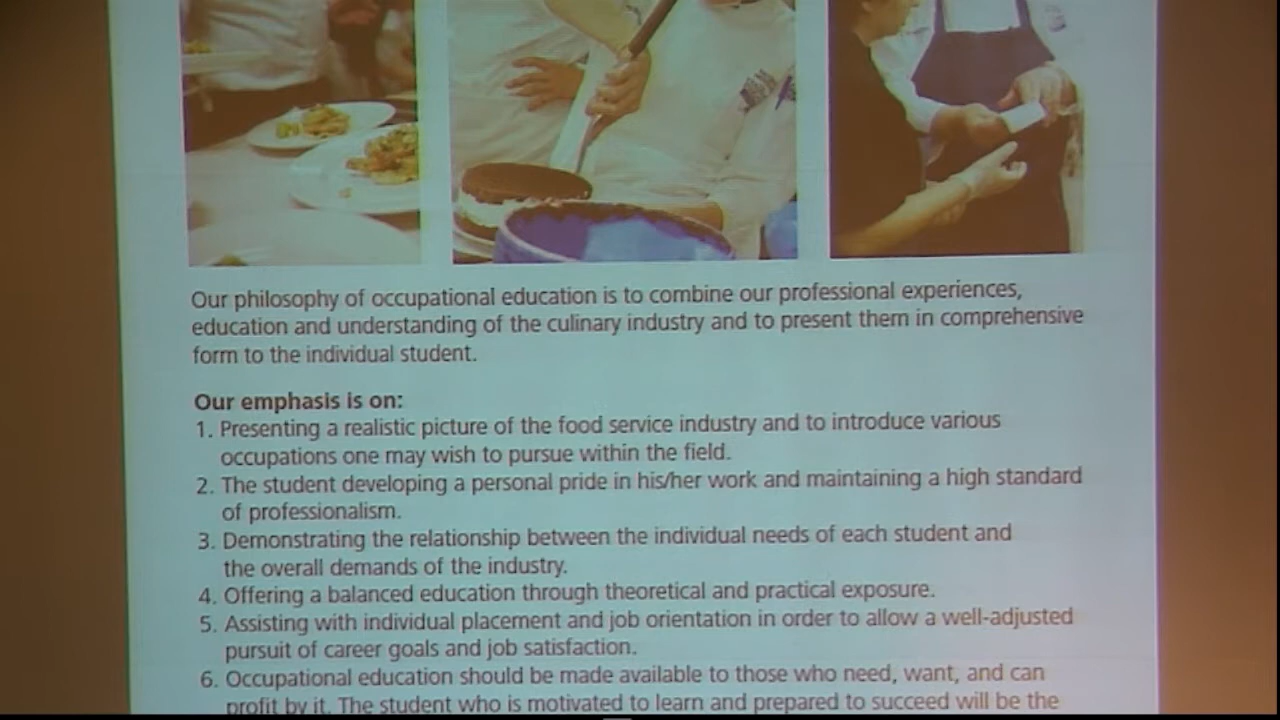 Our philosophy of occupational education is to combine our professional experiences,
education and understanding of the culinary industry and to present them in comprehensive
form to the individual student.
Our emphasis is on:
1. Presenting a realistic picture of the food service industry and to introduce various
occupations one may wish to pursue within the field.
2. The student developing a personal pride in his/her work and maintaining a high standard
of professionalism.
3. Demonstrating the relationship between the individual needs of each student and
the overall demands of the industry.
4. Offering a balanced education through theoretical and practical exposure.
5. Assisting with individual placement and job orientation in order to allow a well-adjusted
pursuit of career goals and job satisfaction.
6. Occupational education should be made available to those who need, want, and can
profit by it. The student who is motivated to learn and prepared to succeed will be the